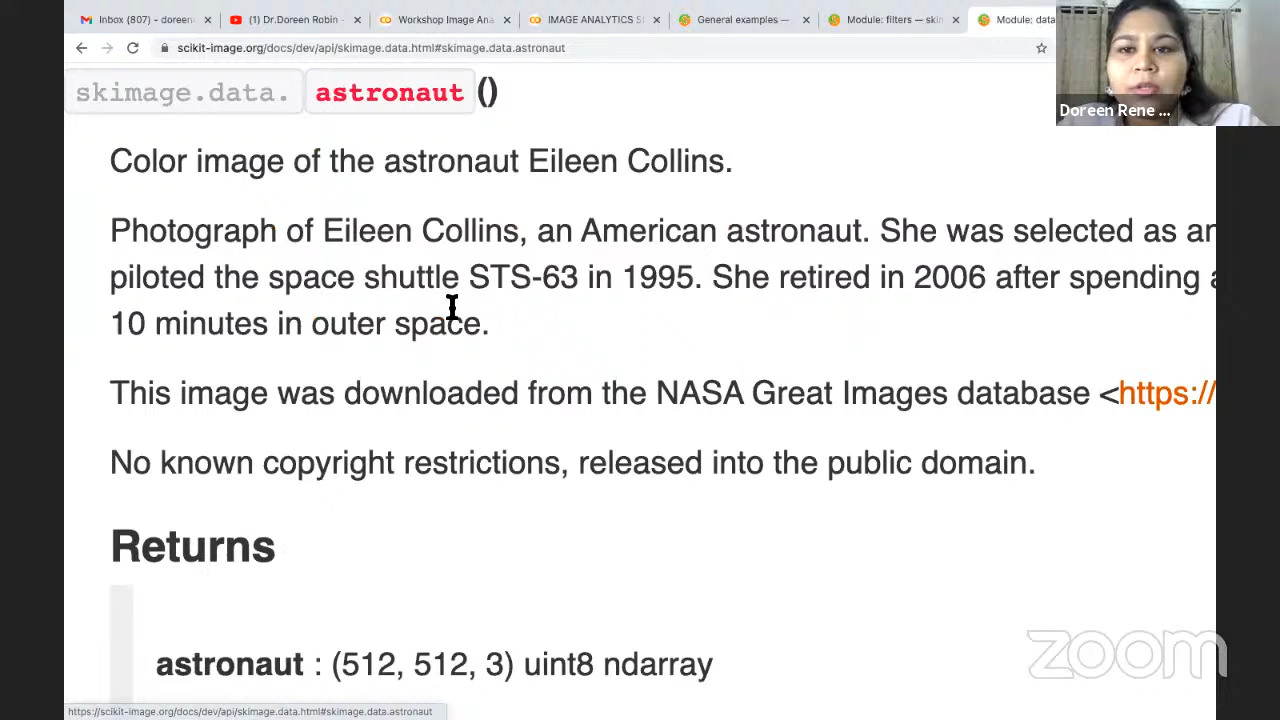 Inbox (807) - doreen
(1) Dr.Doreen Robin -
Workshop Image Ana
IMAGE ANALYTICS S
General examples —
Module: filters — skim
Module: data
scikit-image.org/docs/dev/api/skimage.data.html#skimage.data.astronaut
skimage.data. astronaut ()
Doreen Rene ...
Color image of the astronaut Eileen Collins.
Photograph of Eileen Collins, an American astronaut. She was selected as an
piloted the space shuttle STS-63 in 1995. She retired in 2006 after spending a
10 minutes in outer space.
This image was downloaded from the NASA Great Images database <https://
No known copyright restrictions, released into the public domain.
Returns
astronaut : (512, 512, 3) uint8 ndarray
zoom
https://scikit-image.org/docs/dev/api/skimage.data.html#skimage.data.astronaut